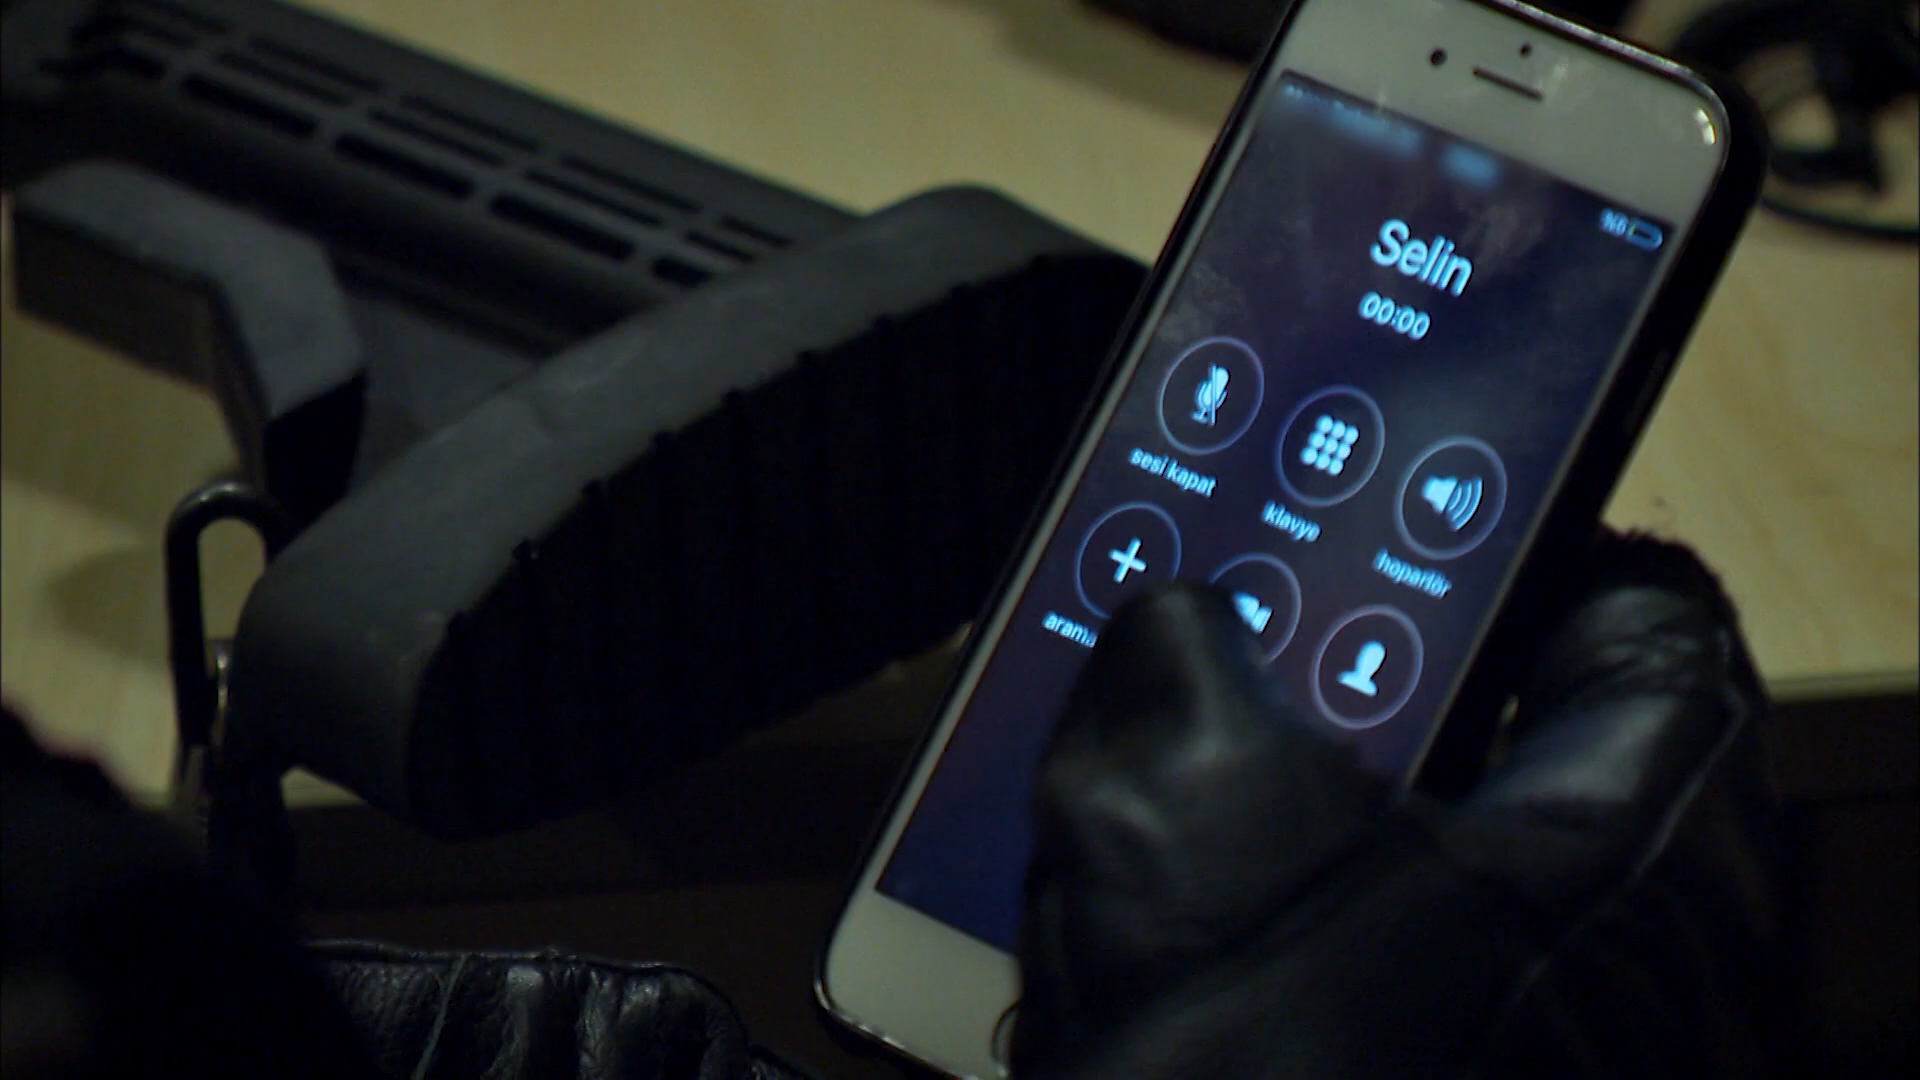 Selin
00:00
sesi kapat
klavye
hoparlör
arama